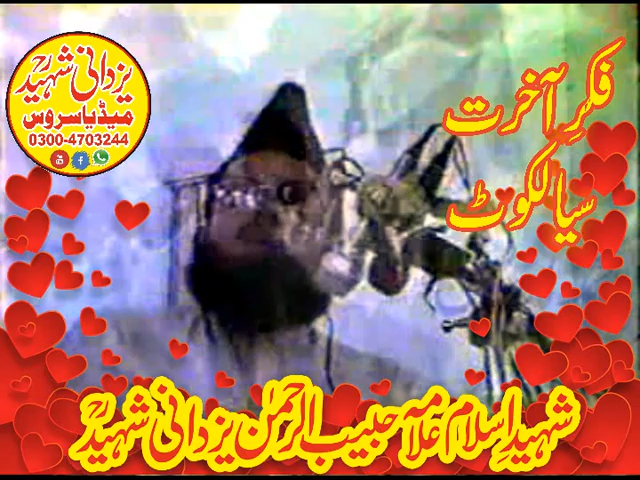 یزدانی شہیدؒ
میڈیا سروس
0300-4703244
فکرِ آخرت
سیالکوٹ
شہیدِ اسلام علامہ حبیب الرحمٰن یزدانی شہیدؒ